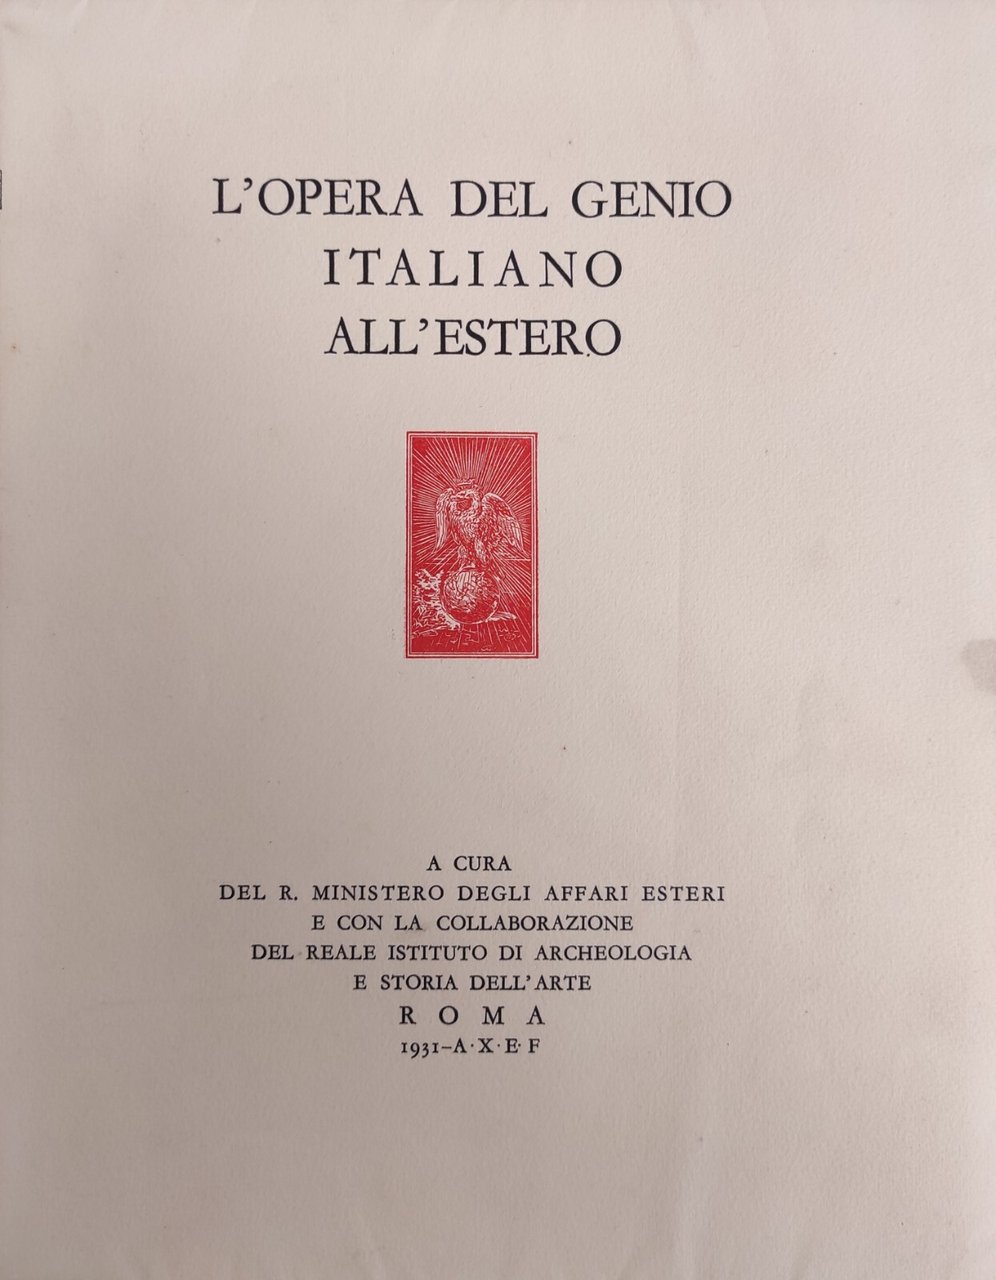 L'OPERA DEL GENIO
ITALIANO
ALL'ESTERO
A CURA
DEL R. MINISTERO DEGLI AFFARI ESTERI
E CON LA COLLABORAZIONE
DEL REALE ISTITUTO DI ARCHEOLOGIA
E STORIA DELL'ARTE
ROMA
1931-A·X·E·F